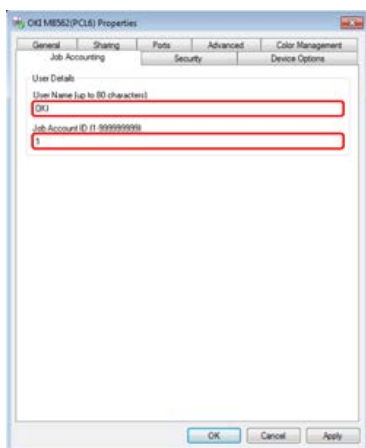 OKI MB562(PCL6) Properties
General Sharing Ports Advanced Color Management
Job Accounting Security Device Options
User Details
User Name (up to 80 characters)
OKI
Job Account ID (1-999999999)
1
OK Cancel Apply